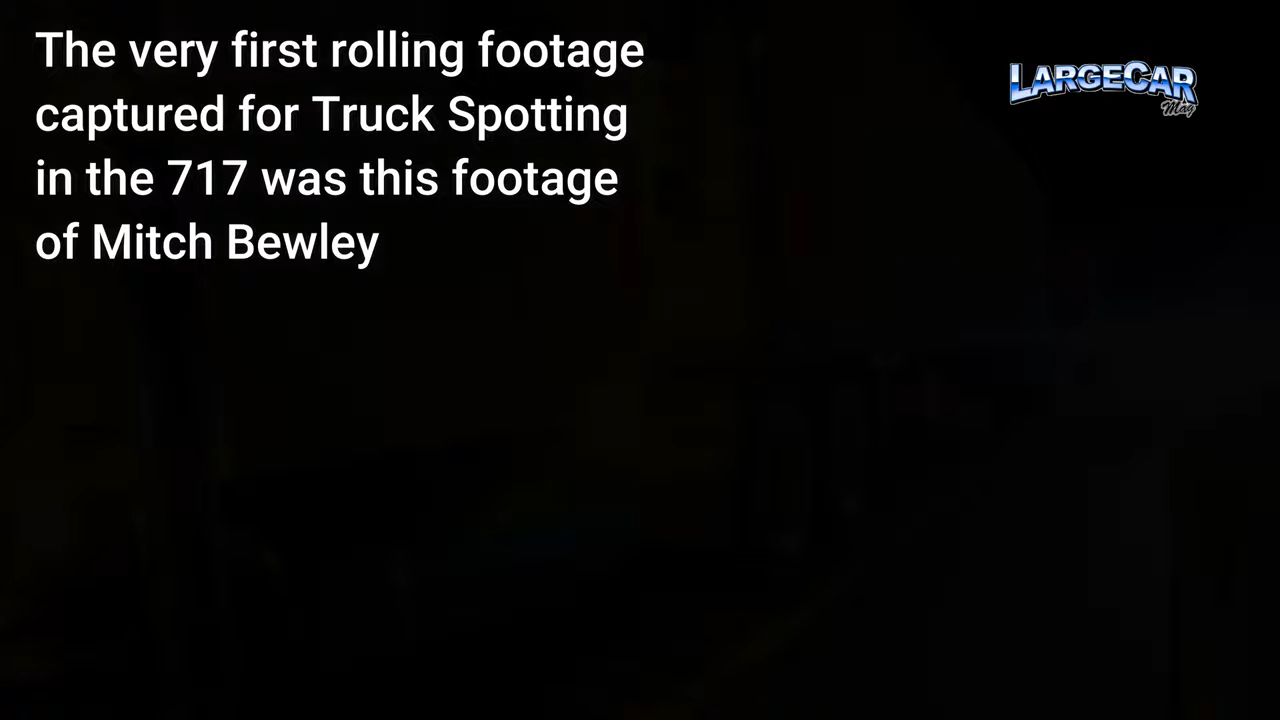 The very first rolling footage
captured for Truck Spotting
in the 717 was this footage
of Mitch Bewley
LARGECAR
Mag